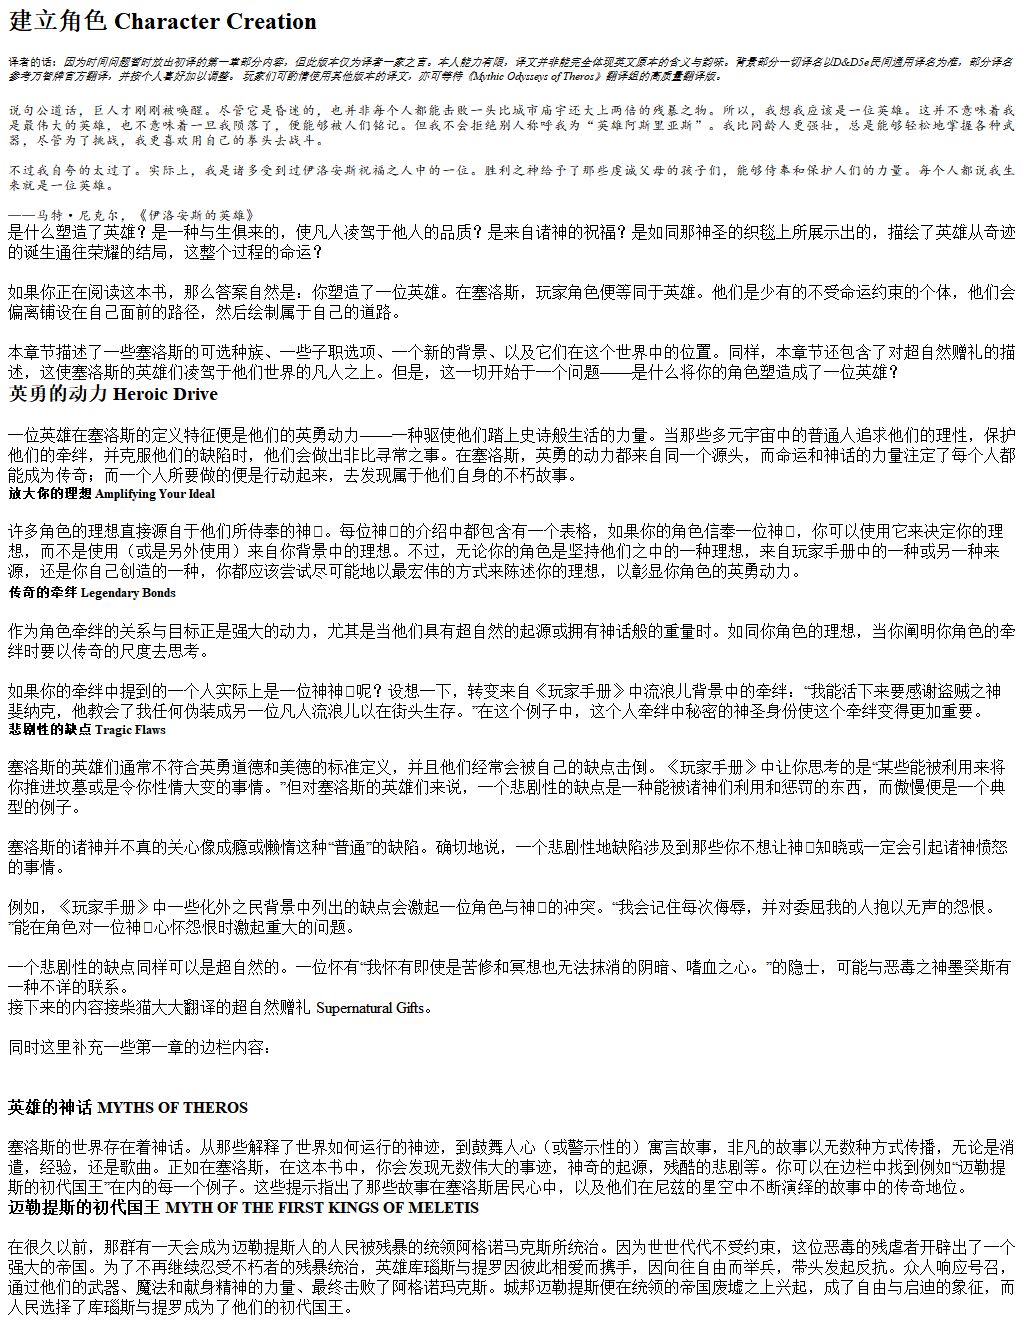 建立角色 Character Creation
译者的话：因为时间问题暂时放出初译的第一章部分内容，但此版本仅为译者一家之言。本人能力有限，译文并非能完全体现英文原本的含义与韵味。背景部分一切译名以D&D5e民间通用译名为准，部分译名
参考万智牌官方翻译，并按个人喜好加以调整。 玩家们可酌情使用其他版本的译文，亦可等待《Mythic Odysseys of Theros》翻译组的高质量翻译版。
说句公道话，巨人才刚刚被唤醒。尽管它是昏迷的，也并非每个人都能击败一头比城市庙宇还大上两倍的残暴之物。所以，我想我应该是一位英雄。这并不意味着我
是最伟大的英雄，也不意味着一旦我陨落了，便能够被人们铭记。但我不会拒绝别人称呼我为“英雄阿斯里亚斯”。我比同龄人更强壮，总是能够轻松地掌握各种武
器，尽管为了挑战，我更喜欢用自己的拳头去战斗。
不过我自夸的太过了。实际上，我是诸多受到过伊洛安斯祝福之人中的一位。胜利之神给予了那些虔诚父母的孩子们，能够侍奉和保护人们的力量。每个人都说我生
来就是一位英雄。
——马特·尼克尔，《伊洛安斯的英雄》
是什么塑造了英雄？是一种与生俱来的，使凡人凌驾于他人的品质？是来自诸神的祝福？是如同那神圣的织毯上所展示出的，描绘了英雄从奇迹
的诞生通往荣耀的结局，这整个过程的命运？
如果你正在阅读这本书，那么答案自然是：你塑造了一位英雄。在塞洛斯，玩家角色便等同于英雄。他们是少有的不受命运约束的个体，他们会
偏离铺设在自己面前的路径，然后绘制属于自己的道路。
本章节描述了一些塞洛斯的可选种族、一些子职选项、一个新的背景、以及它们在这个世界中的位置。同样，本章节还包含了对超自然赠礼的描
述，这使塞洛斯的英雄们凌驾于他们世界的凡人之上。但是，这一切开始于一个问题——是什么将你的角色塑造成了一位英雄？
英勇的动力 Heroic Drive
一位英雄在塞洛斯的定义特征便是他们的英勇动力——一种驱使他们踏上史诗般生活的力量。当那些多元宇宙中的普通人追求他们的理性，保护
他们的牵绊，并克服他们的缺陷时，他们会做出非比寻常之事。在塞洛斯，英勇的动力都来自同一个源头，而命运和神话的力量注定了每个人都
能成为传奇；而一个人所要做的便是行动起来，去发现属于他们自身的不朽故事。
放大你的理想 Amplifying Your Ideal
许多角色的理想直接源自于他们所侍奉的神▯。每位神▯的介绍中都包含有一个表格，如果你的角色信奉一位神▯，你可以使用它来决定你的理
想，而不是使用（或是另外使用）来自你背景中的理想。不过，无论你的角色是坚持他们之中的一种理想，来自玩家手册中的一种或另一种来
源，还是你自己创造的一种，你都应该尝试尽可能地以最宏伟的方式来陈述你的理想，以彰显你角色的英勇动力。
传奇的牵绊 Legendary Bonds
作为角色牵绊的关系与目标正是强大的动力，尤其是当他们具有超自然的起源或拥有神话般的重量时。如同你角色的理想，当你阐明你角色的牵
绊时要以传奇的尺度去思考。
如果你的牵绊中提到的一个人实际上是一位神神▯呢？设想一下，转变来自《玩家手册》中流浪儿背景中的牵绊：“我能活下来要感谢盗贼之神
斐纳克，他教会了我任何伪装成另一位凡人流浪儿以在街头生存。”在这个例子中，这个人牵绊中秘密的神圣身份使这个牵绊变得更加重要。
悲剧性的缺点 Tragic Flaws
塞洛斯的英雄们通常不符合英勇道德和美德的标准定义，并且他们经常会被自己的缺点击倒。《玩家手册》中让你思考的是“某些能被利用来将
你推进坟墓或是令你性情大变的事情。”但对塞洛斯的英雄们来说，一个悲剧性的缺点是一种能被诸神们利用和惩罚的东西，而傲慢便是一个典
型的例子。
塞洛斯的诸神并不真的关心像成瘾或懒惰这种“普通”的缺陷。确切地说，一个悲剧性地缺陷涉及到那些你不想让神▯知晓或一定会引起诸神愤怒
的事情。
例如，《玩家手册》中一些化外之民背景中列出的缺点会激起一位角色与神▯的冲突。“我会记住每次侮辱，并对委屈我的人抱以无声的怨恨。
”能在角色对一位神▯心怀怨恨时激起重大的问题。
一个悲剧性的缺点同样可以是超自然的。一位怀有“我怀有即使是苦修和冥想也无法抹消的阴暗、嗜血之心。”的隐士，可能与恶毒之神墨癸斯有
一种不详的联系。
接下来的内容接柴猫大大翻译的超自然赠礼 Supernatural Gifts。
同时这里补充一些第一章的边栏内容：
英雄的神话 MYTHS OF THEROS
塞洛斯的世界存在着神话。从那些解释了世界如何运行的神迹，到鼓舞人心（或警示性的）寓言故事，非凡的故事以无数种方式传播，无论是消
遣，经验，还是歌曲。正如在塞洛斯，在这本书中，你会发现无数伟大的事迹，神奇的起源，残酷的悲剧等。你可以在边栏中找到例如“迈勒提
斯的初代国王”在内的每一个例子。这些提示指出了那些故事在塞洛斯居民心中，以及他们在尼兹的星空中不断演绎的故事中的传奇地位。
迈勒提斯的初代国王 MYTH OF THE FIRST KINGS OF MELETIS
在很久以前，那群有一天会成为迈勒提斯人的人民被残暴的统领阿格诺马克斯所统治。因为世世代代不受约束，这位恶毒的残虐者开辟出了一个
强大的帝国。为了不再继续忍受不朽者的残暴统治，英雄库瑙斯与提罗因彼此相爱而携手，因向往自由而举兵，带头发起反抗。众人响应号召，
通过他们的武器、魔法和献身精神的力量、最终击败了阿格诺玛克斯。城邦迈勒提斯便在统领的帝国废墟之上兴起，成了自由与启迪的象征，而
人民选择了库瑙斯与提罗成为了他们的初代国王。